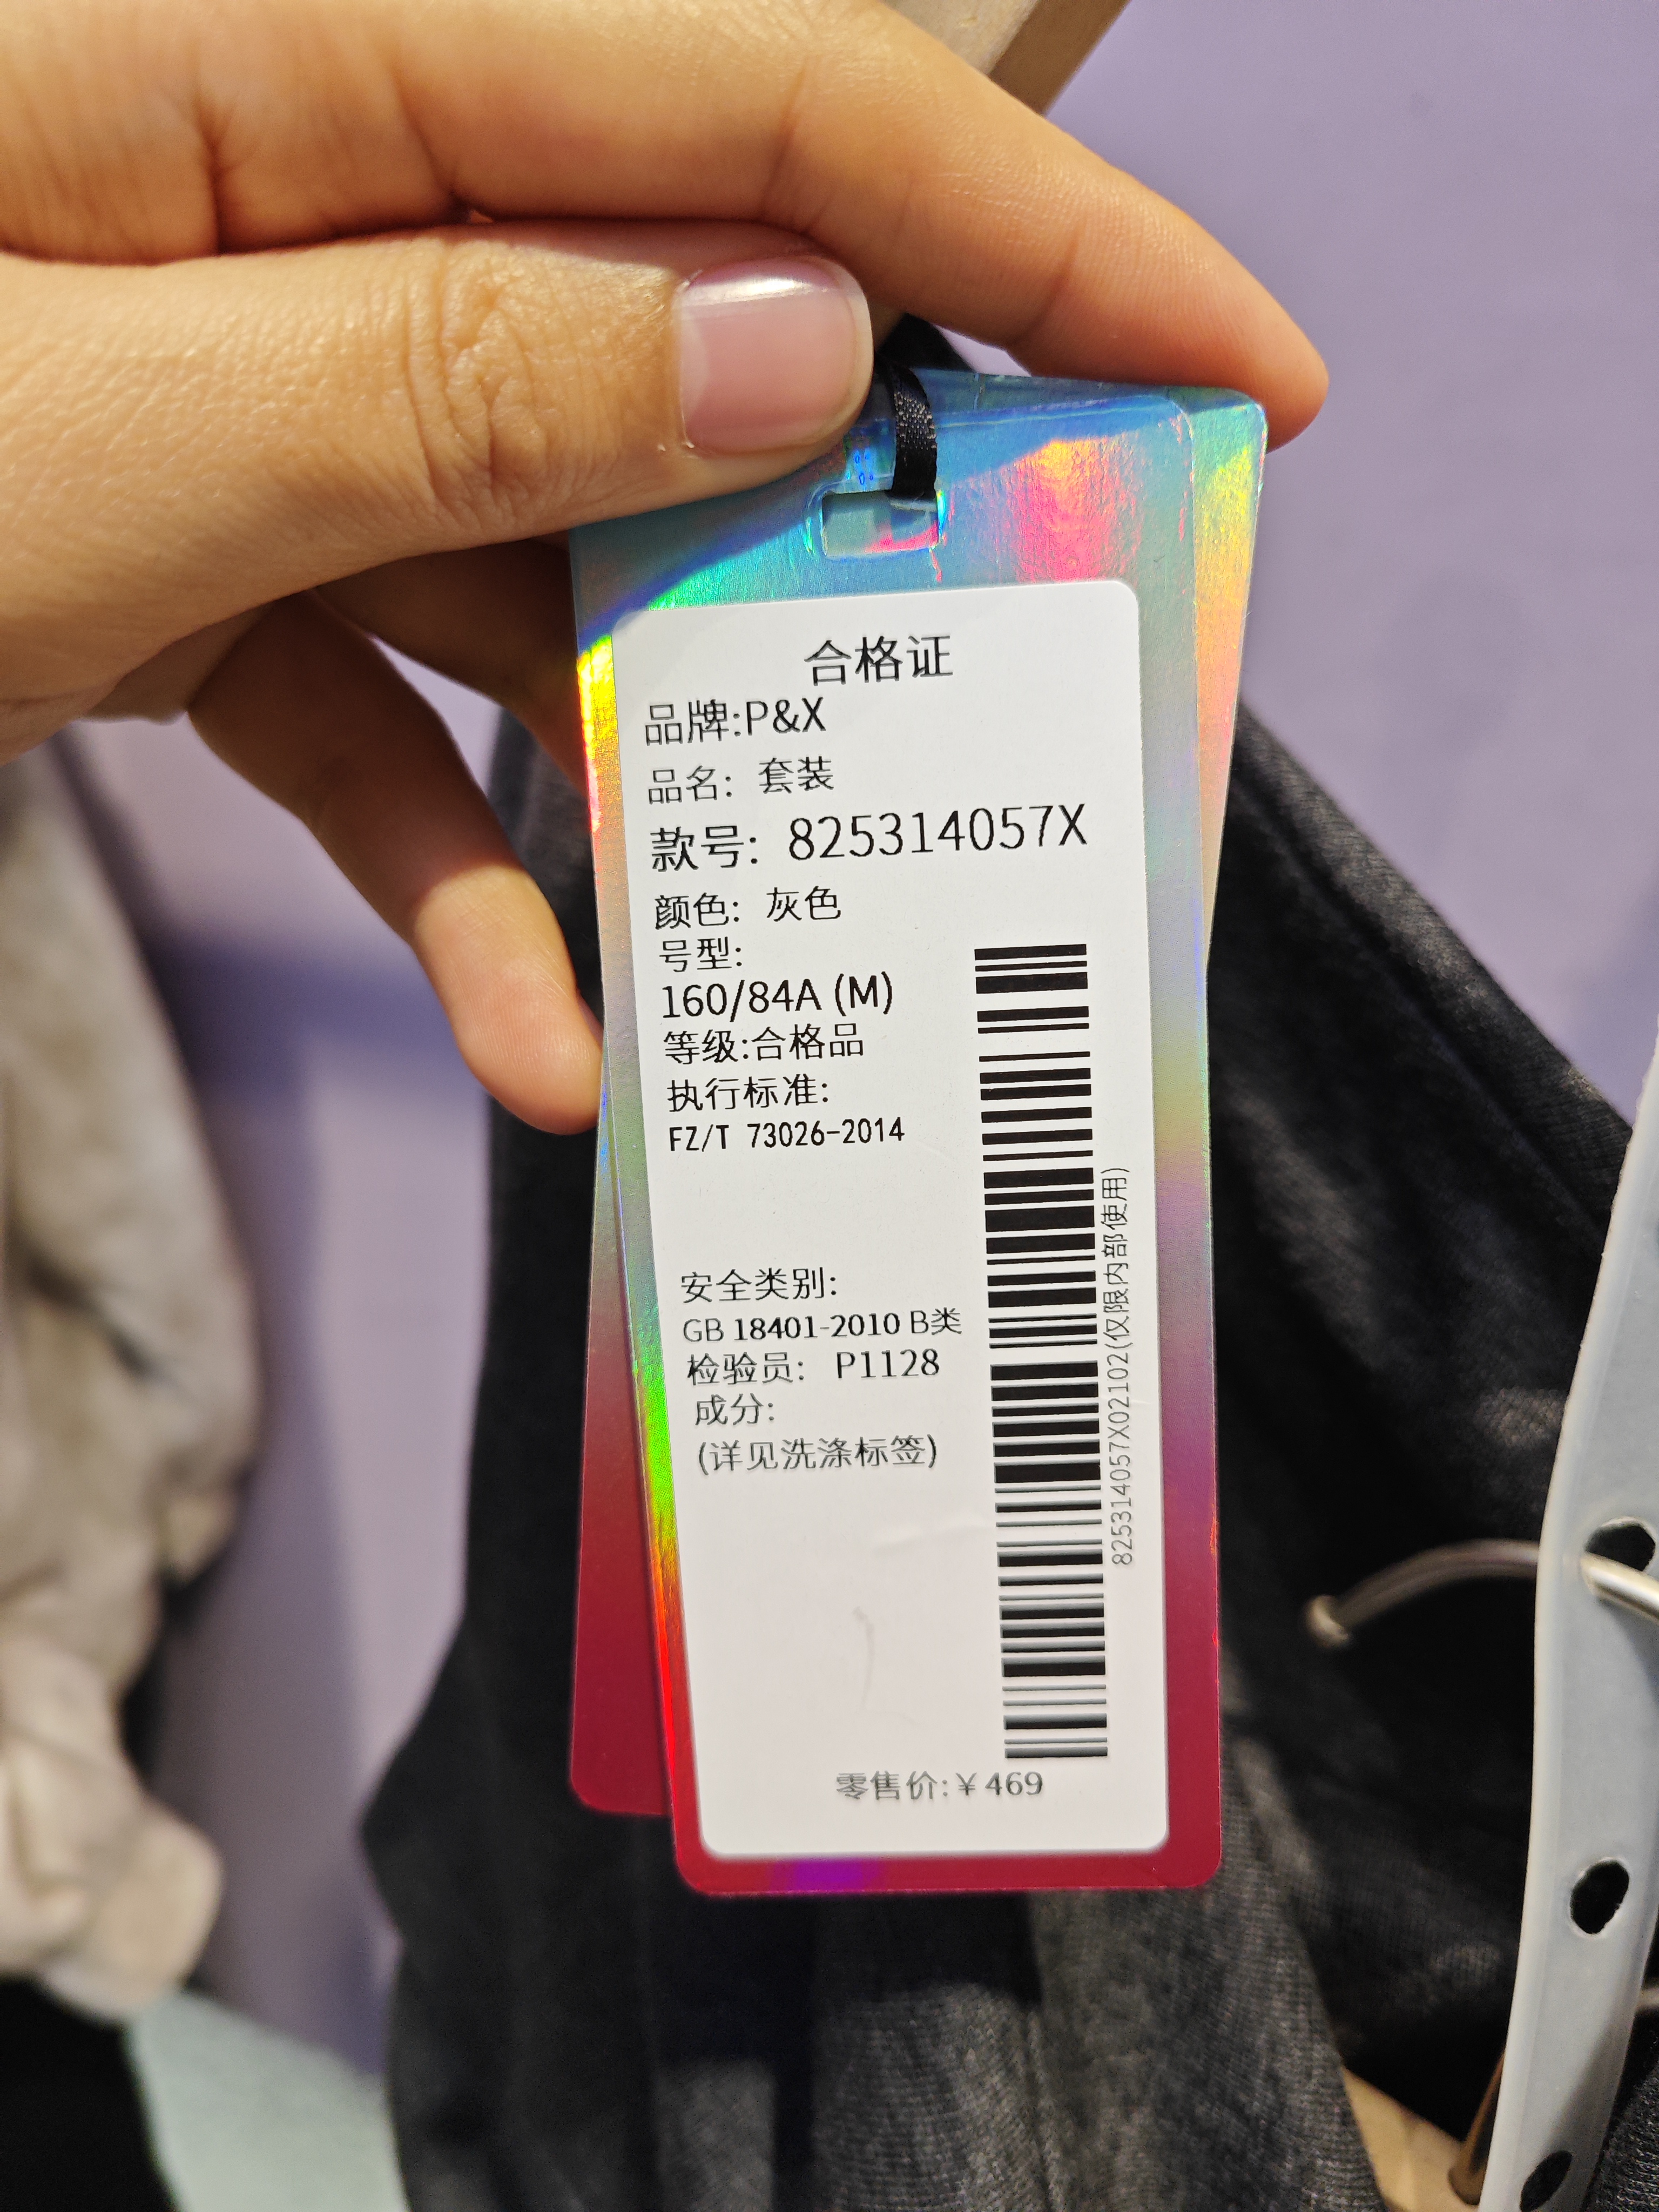 合格证
品牌:P&X
品名: 套装
款号: 825314057X
颜色: 灰色
号型:
160/84A (M)
等级:合格品
执行标准:
FZ/T 73026-2014
安全类别:
GB 18401-2010 B类
检验员: P1128
成分:
(详见洗涤标签)
825314057X02102(仅限内部使用)
零售价:¥469